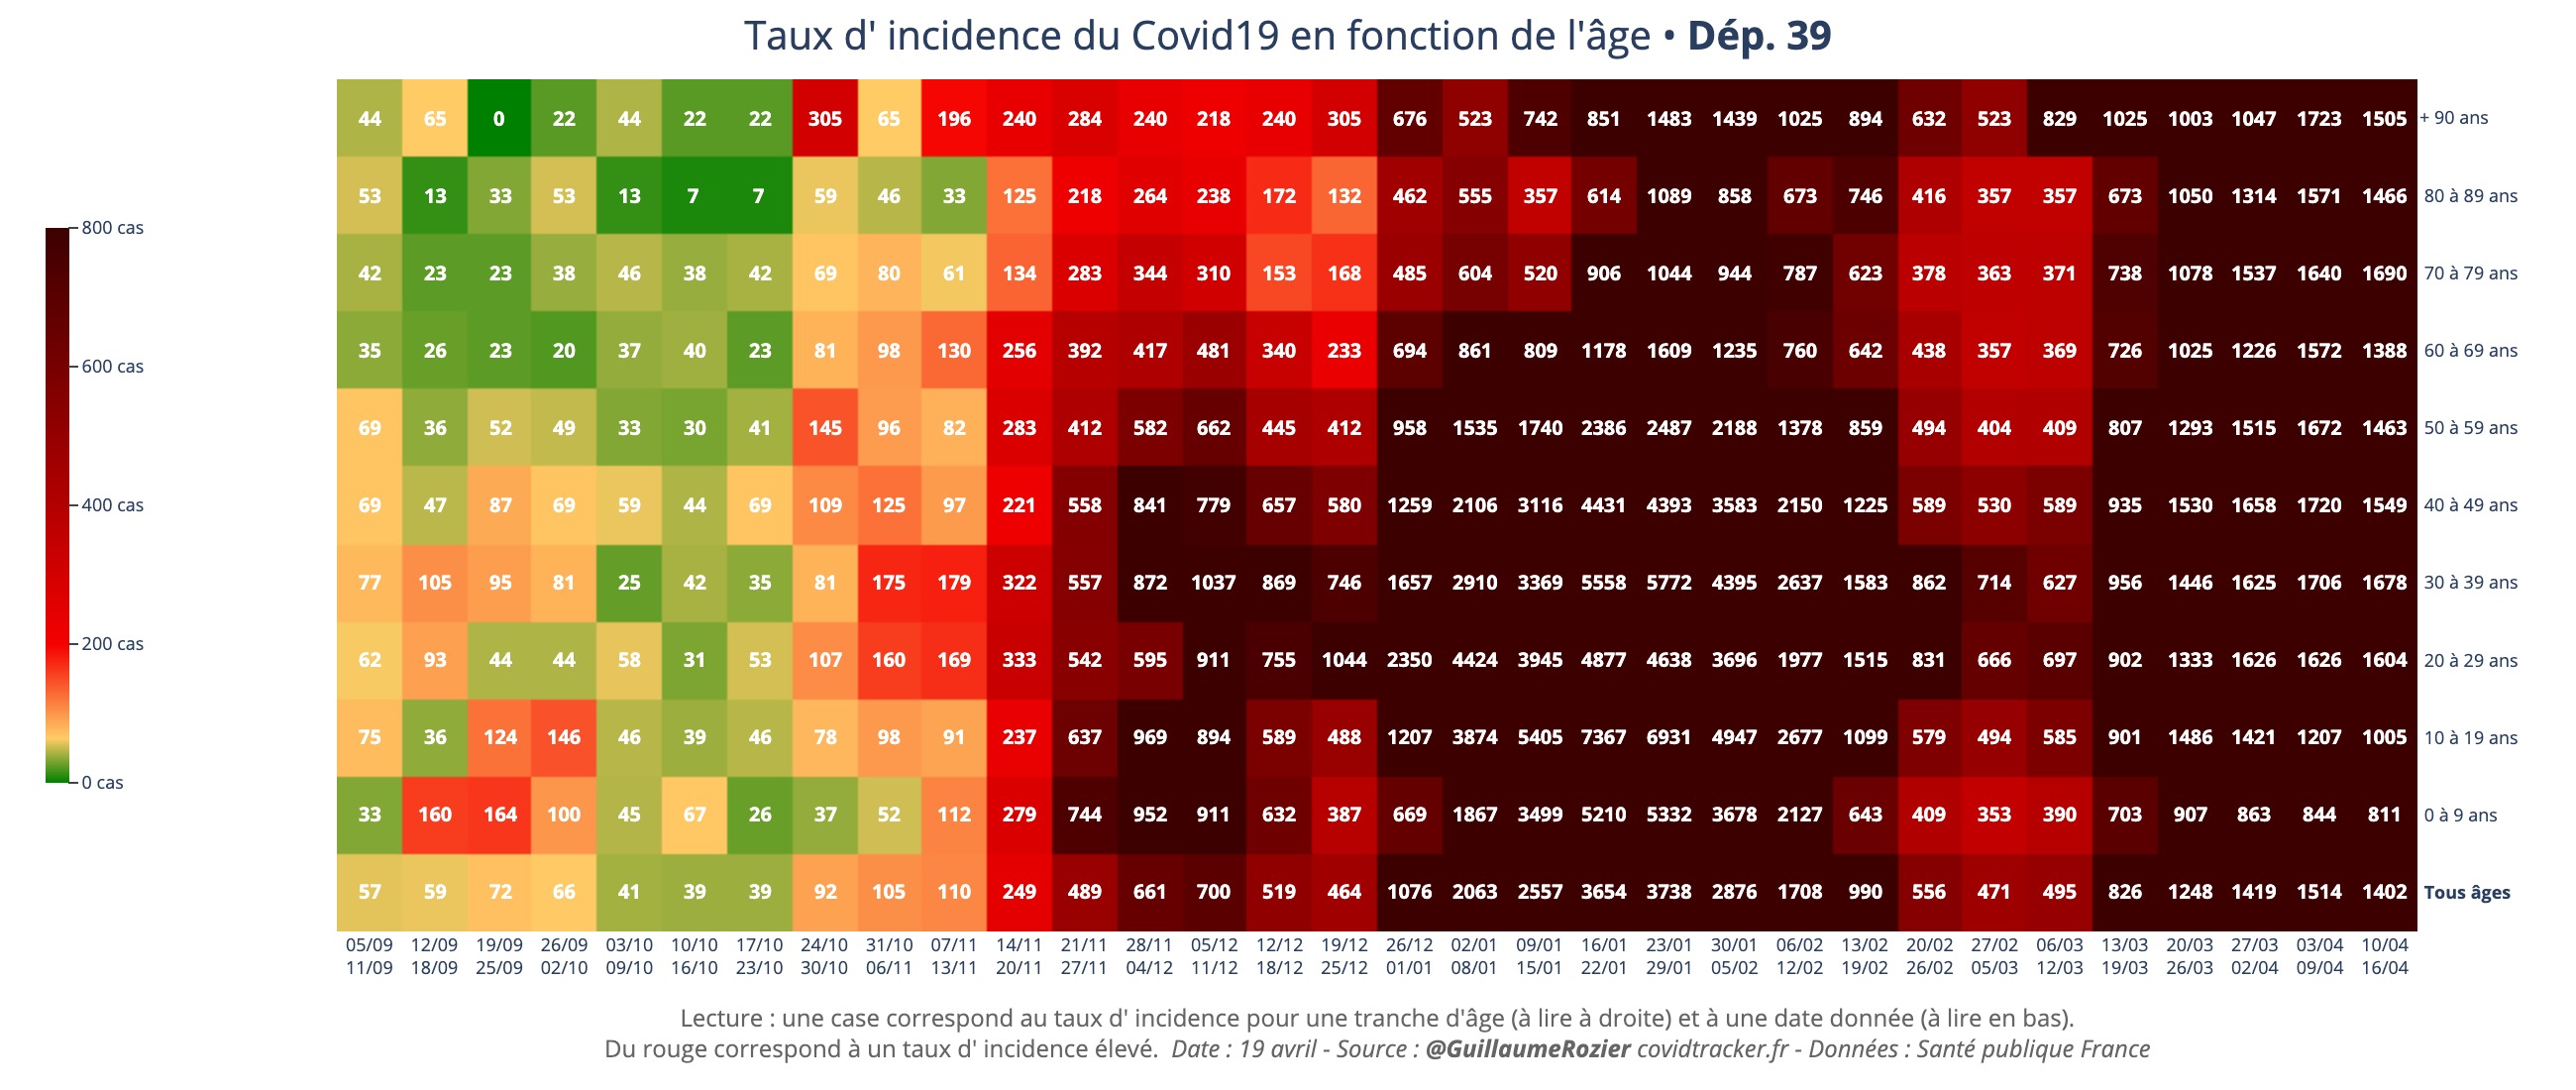 Taux d' incidence du Covid19 en fonction de l'âge • Dép. 39
44 65 0 22 44 22 22 305 65 196 240 284 240 218 240 305 676 523 742 851 1483 1439 1025 894 632 523 829 1025 1003 1047 1723 1505 + 90 ans
53 13 33 53 13 7 7 59 46 33 125 218 264 238 172 132 462 555 357 614 1089 858 673 746 416 357 357 673 1050 1314 1571 1466 80 à 89 ans
800 cas
42 23 23 38 46 38 42 69 80 61 134 283 344 310 153 168 485 604 520 906 1044 944 787 623 378 363 371 738 1078 1537 1640 1690 70 à 79 ans
35 26 23 20 37 40 23 81 98 130 256 392 417 481 340 233 694 861 809 1178 1609 1235 760 642 438 357 369 726 1025 1226 1572 1388 60 à 69 ans
600 cas
69 36 52 49 33 30 41 145 96 82 283 412 582 662 445 412 958 1535 1740 2386 2487 2188 1378 859 494 404 409 807 1293 1515 1672 1463 50 à 59 ans
400 cas
69 47 87 69 59 44 69 109 125 97 221 558 841 779 657 580 1259 2106 3116 4431 4393 3583 2150 1225 589 530 589 935 1530 1658 1720 1549 40 à 49 ans
77 105 95 81 25 42 35 81 175 179 322 557 872 1037 869 746 1657 2910 3369 5558 5772 4395 2637 1583 862 714 627 956 1446 1625 1706 1678 30 à 39 ans
200 cas
62 93 44 44 58 31 53 107 160 169 333 542 595 911 755 1044 2350 4424 3945 4877 4638 3696 1977 1515 831 666 697 902 1333 1626 1626 1604 20 à 29 ans
75 36 124 146 46 39 46 78 98 91 237 637 969 894 589 488 1207 3874 5405 7367 6931 4947 2677 1099 579 494 585 901 1486 1421 1207 1005 10 à 19 ans
0 cas
33 160 164 100 45 67 26 37 52 112 279 744 952 911 632 387 669 1867 3499 5210 5332 3678 2127 643 409 353 390 703 907 863 844 811 0 à 9 ans
57 59 72 66 41 39 39 92 105 110 249 489 661 700 519 464 1076 2063 2557 3654 3738 2876 1708 990 556 471 495 826 1248 1419 1514 1402 Tous âges
05/09 12/09 19/09 26/09 03/10 10/10 17/10 24/10 31/10 07/11 14/11 21/11 28/11 05/12 12/12 19/12 26/12 02/01 09/01 16/01 23/01 30/01 06/02 13/02 20/02 27/02 06/03 13/03 20/03 27/03 03/04 10/04
11/09 18/09 25/09 02/10 09/10 16/10 23/10 30/10 06/11 13/11 20/11 27/11 04/12 11/12 18/12 25/12 01/01 08/01 15/01 22/01 29/01 05/02 12/02 19/02 26/02 05/03 12/03 19/03 26/03 02/04 09/04 16/04
Lecture : une case correspond au taux d' incidence pour une tranche d'âge (à lire à droite) et à une date donnée (à lire en bas).
Du rouge correspond à un taux d' incidence élevé. Date : 19 avril - Source : @GuillaumeRozier covidtracker.fr - Données : Santé publique France